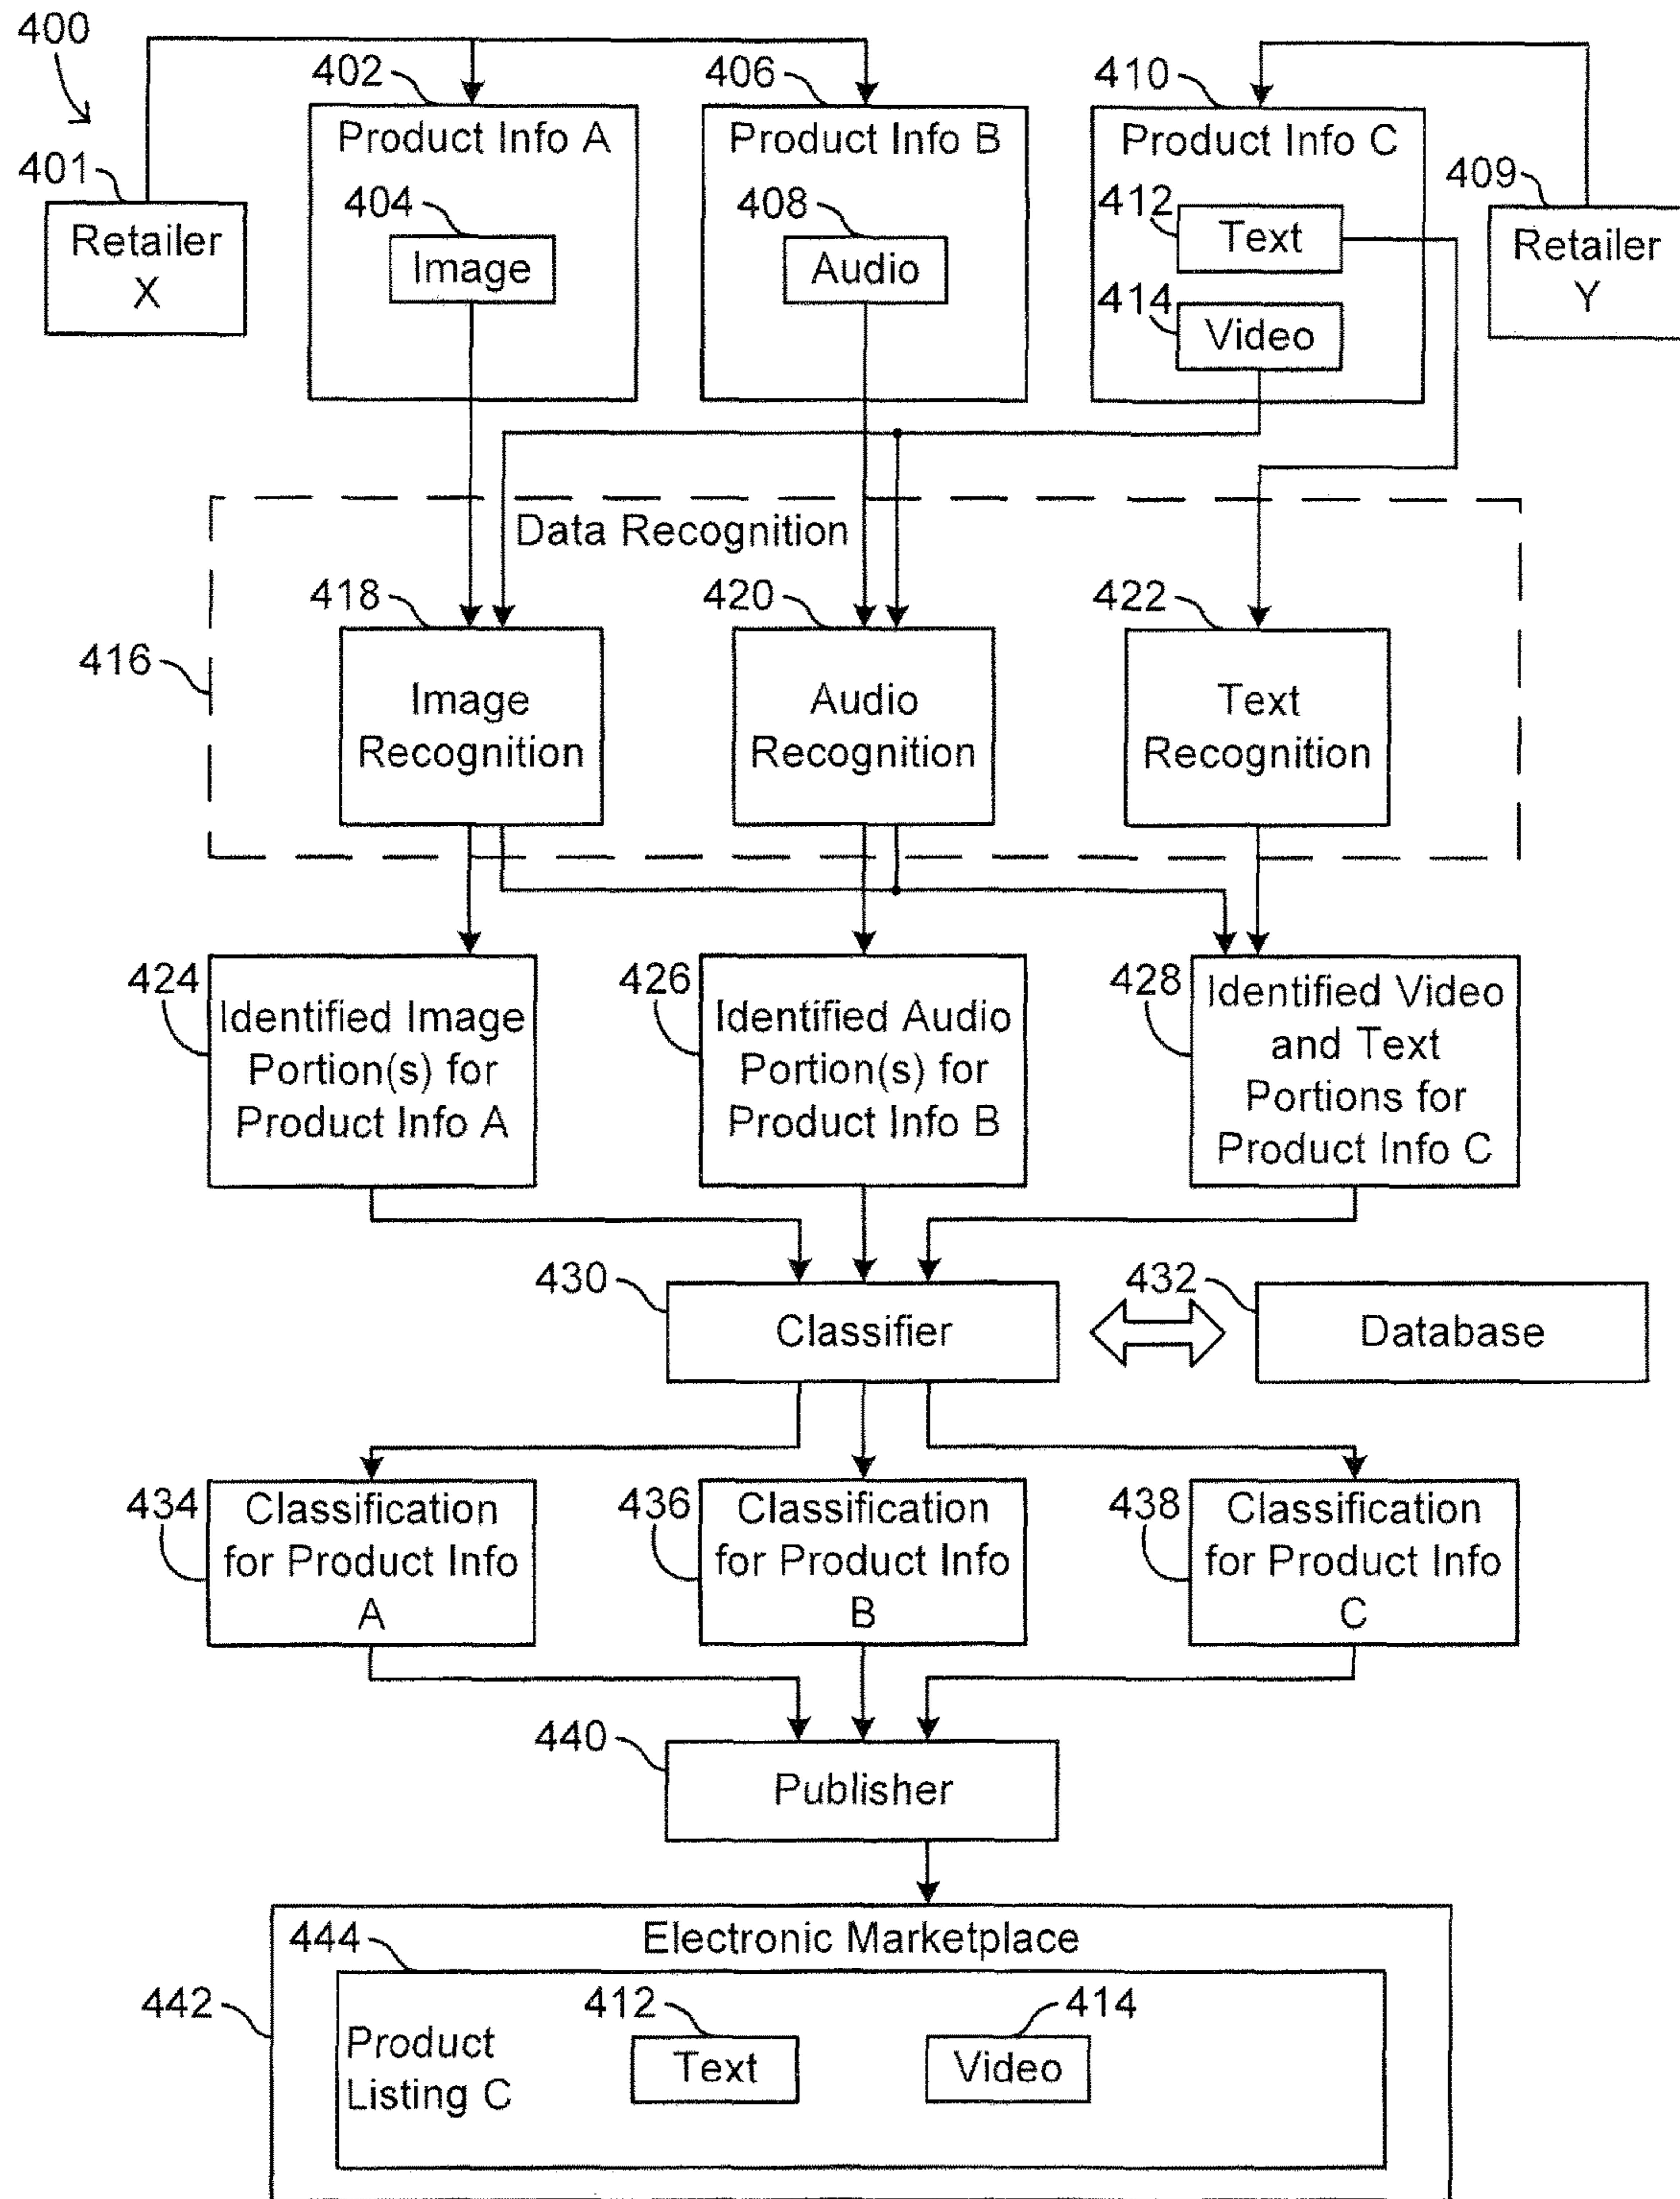 400
402
406
410
Product Info A
Product Info B
Product Info C
401
409
404
408
412
Retailer
X
Image
Audio
Text
Retailer
Y
414
Video
Data Recognition
418
420
422
416
Image
Recognition
Audio
Recognition
Text
Recognition
424
Identified Image
Portion(s) for
Product Info A
426
Identified Audio
Portion(s) for
Product Info B
428
Identified Video
and Text
Portions for
Product Info C
430
Classifier
432
Database
434
Classification
for Product Info
A
436
Classification
for Product Info
B
438
Classification
for Product Info
C
440
Publisher
Electronic Marketplace
444
442
Product
Listing C
412
Text
414
Video